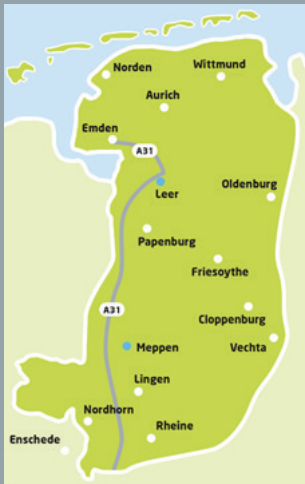 Norden
Wittmund
Aurich
Emden
A31
Leer
Oldenburg
Papenburg
Friesoythe
A31
Cloppenburg
Vechta
Meppen
Lingen
Nordhorn
Rheine
Enschede